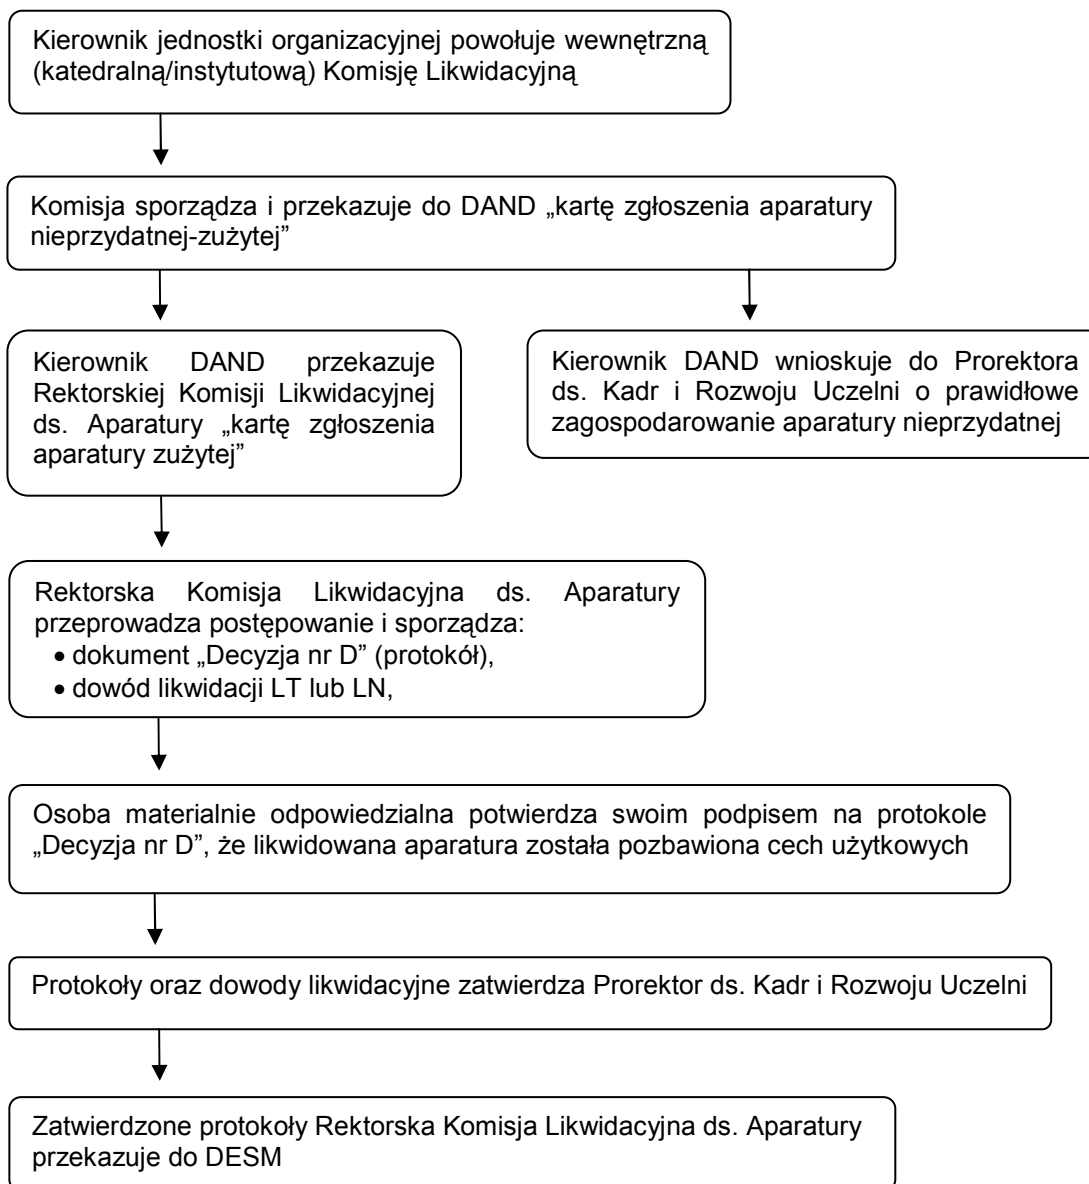 Kierownik jednostki organizacyjnej powołuje wewnętrzną
(katedralną/instytutową) Komisję Likwidacyjną
Komisja sporządza i przekazuje do DAND „kartę zgłoszenia aparatury
nieprzydatnej-zużytej”
Kierownik DAND przekazuje
Rektorskiej Komisji Likwidacyjnej
ds. Aparatury „kartę zgłoszenia
aparatury zużytej”
Kierownik DAND wnioskuje do Prorektora
ds. Kadr i Rozwoju Uczelni o prawidłowe
zagospodarowanie aparatury nieprzydatnej
Rektorska Komisja Likwidacyjna ds. Aparatury
przeprowadza postępowanie i sporządza:
• dokument „Decyzja nr D” (protokół),
• dowód likwidacji LT lub LN,
Osoba materialnie odpowiedzialna potwierdza swoim podpisem na protokole
„Decyzja nr D”, że likwidowana aparatura została pozbawiona cech użytkowych
Protokoły oraz dowody likwidacyjne zatwierdza Prorektor ds. Kadr i Rozwoju Uczelni
Zatwierdzone protokoły Rektorska Komisja Likwidacyjna ds. Aparatury
przekazuje do DESM